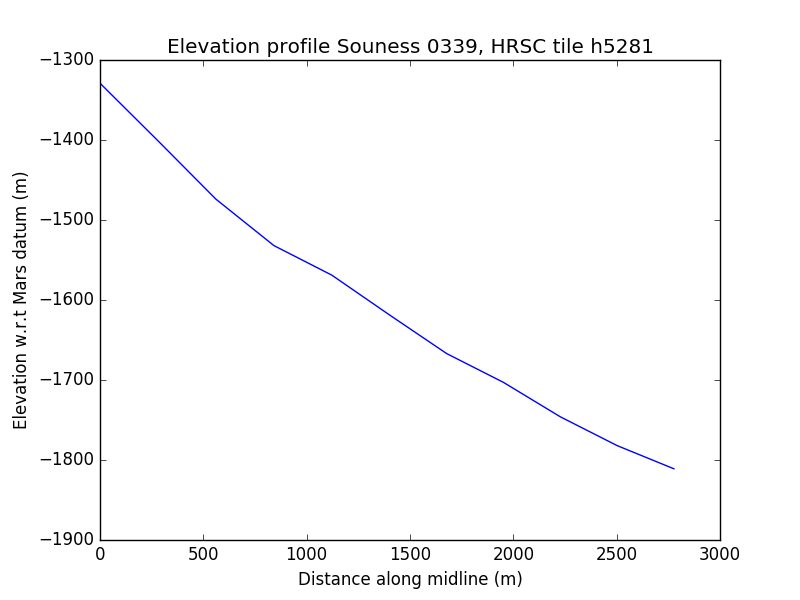 Elevation profile Souness 0339, HRSC tile h5281
−1300
−1400
−1500
−1600
−1700
−1800
−1900
Elevation w.r.t Mars datum (m)
0 500 1000 1500 2000 2500 3000
Distance along midline (m)